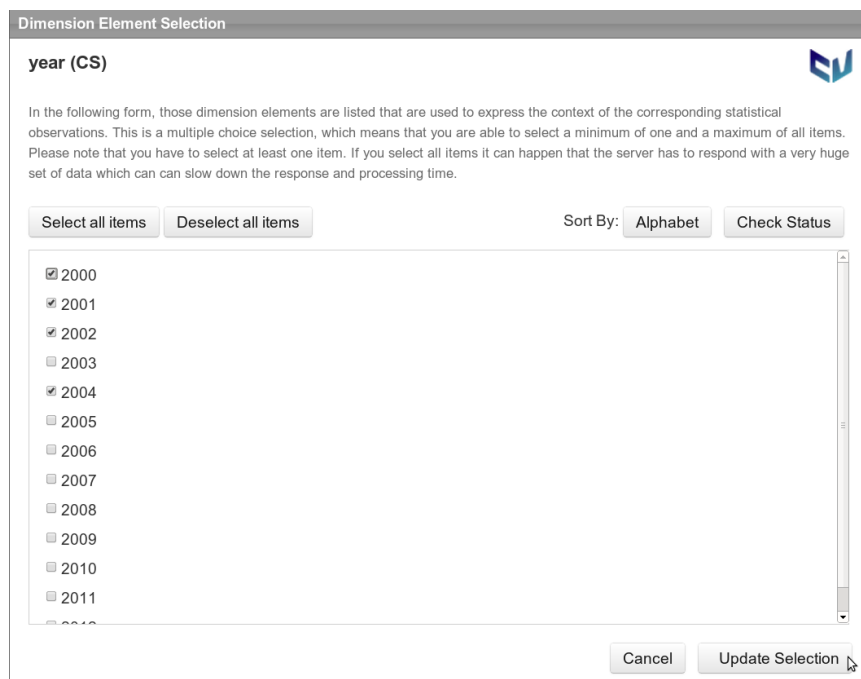 Dimension Element Selection
year (CS)
In the following form, those dimension elements are listed that are used to express the context of the corresponding statistical
observations. This is a multiple choice selection, which means that you are able to select a minimum of one and a maximum of all items.
Please note that you have to select at least one item. If you select all items it can happen that the server has to respond with a very huge
set of data which can can slow down the response and processing time.
Select all items Deselect all items Sort By: Alphabet Check Status
2000
2001
2002
2003
2004
2005
2006
2007
2008
2009
2010
2011
Cancel Update Selection